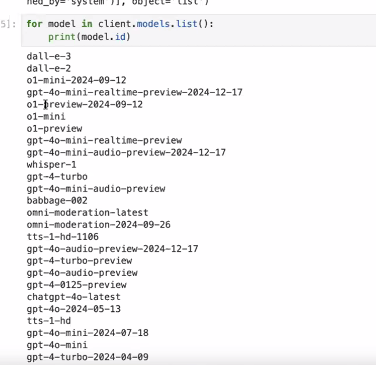 ned_by='system')], object='list')
5]:
for model in client.models.list():
print(model.id)
dall-e-3
dall-e-2
o1-mini-2024-09-12
gpt-4o-mini-realtime-preview-2024-12-17
o1-preview-2024-09-12
o1-mini
o1-preview
gpt-4o-mini-realtime-preview
gpt-4o-mini-audio-preview-2024-12-17
whisper-1
gpt-4-turbo
gpt-4o-mini-audio-preview
babbage-002
omni-moderation-latest
omni-moderation-2024-09-26
tts-1-hd-1106
gpt-4o-audio-preview-2024-12-17
gpt-4-turbo-preview
gpt-4o-audio-preview
gpt-4-0125-preview
chatgpt-4o-latest
gpt-4o-2024-05-13
tts-1-hd
gpt-4o-mini-2024-07-18
gpt-4o-mini
gpt-4-turbo-2024-04-09